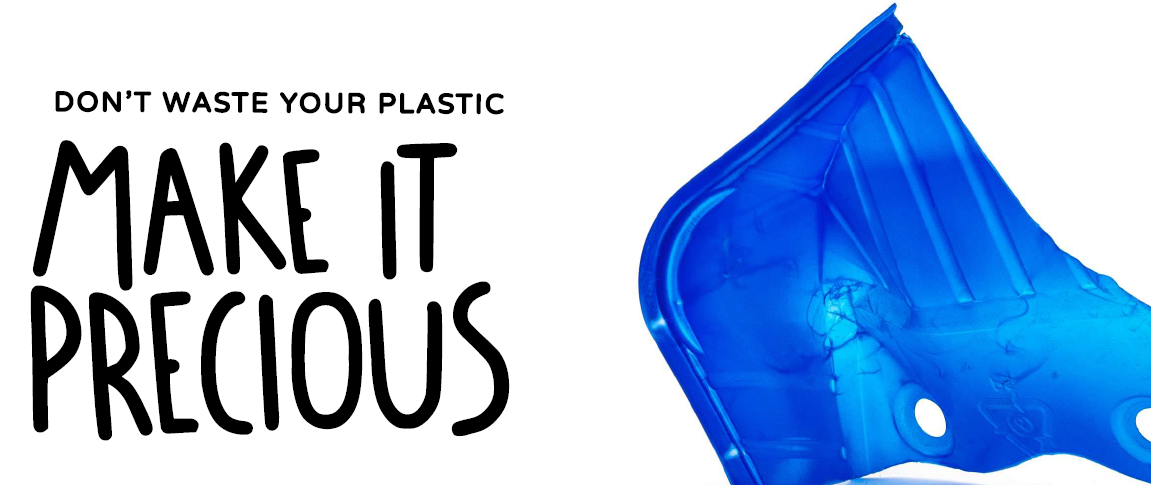 DON'T WASTE YOUR PLASTIC
MAKE IT
PRECIOUS